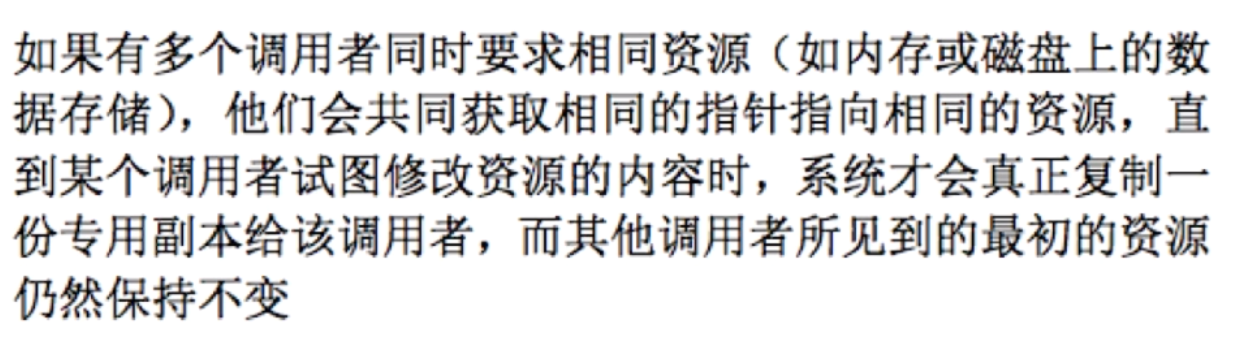 如果有多个调用者同时要求相同资源（如内存或磁盘上的数
据存储），他们会共同获取相同的指针指向相同的资源，直
到某个调用者试图修改资源的内容时，系统才会真正复制一
份专用副本给该调用者，而其他调用者所见到的最初的资源
仍然保持不变